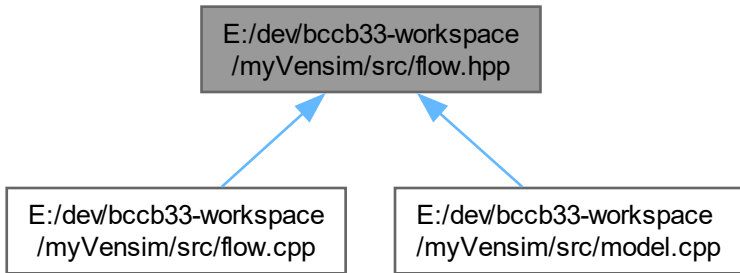 E:/dev/bccb33-workspace
/myVensim/src/flow.hpp
E:/dev/bccb33-workspace
/myVensim/src/flow.cpp
E:/dev/bccb33-workspace
/myVensim/src/model.cpp